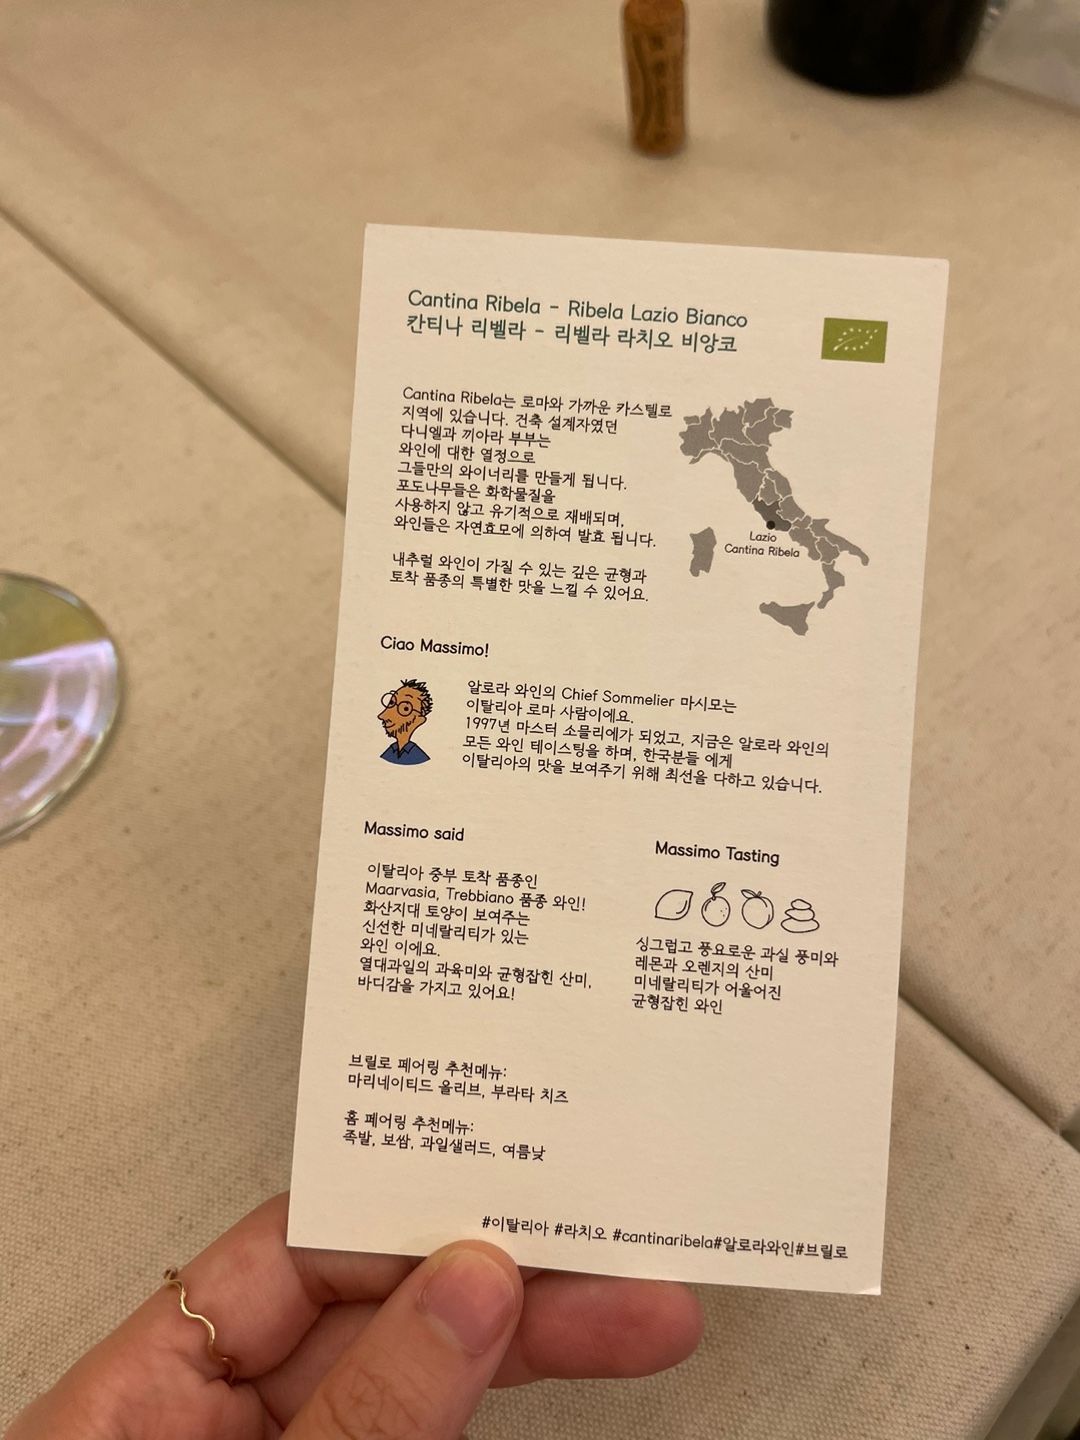 Cantina Ribela - Ribela Lazio Bianco
칸티나 리벨라 - 리벨라 라치오 비앙코
Cantina Ribela는 로마와 가까운 카스텔로
지역에 있습니다. 건축 설계자였던
다니엘과 끼아라 부부는
와인에 대한 열정으로
그들만의 와이너리를 만들게 됩니다.
포도나무들은 화학물질을
사용하지 않고 유기적으로 재배되며,
와인들은 자연효모에 의하여 발효 됩니다.
내추럴 와인이 가질 수 있는 깊은 균형과
토착 품종의 특별한 맛을 느낄 수 있어요.
Lazio
Cantina Ribela
Ciao Massimo!
알로라 와인의 Chief Sommelier 마시모는
이탈리아 로마 사람이에요.
1997년 마스터 소믈리에가 되었고, 지금은 알로라 와인의
모든 와인 테이스팅을 하며, 한국분들 에게
이탈리아의 맛을 보여주기 위해 최선을 다하고 있습니다.
Massimo said
이탈리아 중부 토착 품종인
Maarvasia, Trebbiano 품종 와인!
화산지대 토양이 보여주는
신선한 미네랄리티가 있는
와인 이에요.
열대과일의 과육미와 균형잡힌 산미,
바디감을 가지고 있어요!
Massimo Tasting
싱그럽고 풍요로운 과실 풍미와
레몬과 오렌지의 산미
미네랄리티가 어울어진
균형잡힌 와인
브릴로 페어링 추천메뉴:
마리네이티드 올리브, 부라타 치즈
홈 페어링 추천메뉴:
족발, 보쌈, 과일샐러드, 여름낮
#이탈리아 #라치오 #cantinaribela#알로라와인#브릴로